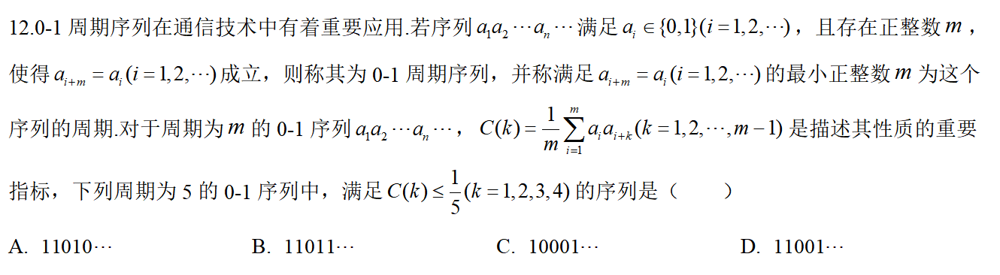 12.0-1 周期序列在通信技术中有着重要应用.若序列 $a_1a_2\cdots a_n\cdots$ 满足 $a_i \in \{0,1\}(i=1,2,\cdots)$，且存在正整数 $m$，
使得 $a_{i+m}=a_i(i=1,2,\cdots)$ 成立，则称其为 0-1 周期序列，并称满足 $a_{i+m}=a_i(i=1,2,\cdots)$ 的最小正整数 $m$ 为这个
序列的周期.对于周期为 $m$ 的 0-1 序列 $a_1a_2\cdots a_n\cdots$，$C(k)=\frac{1}{m}\sum_{i=1}^{m}a_ia_{i+k}(k=1,2,\cdots,m-1)$ 是描述其性质的重要
指标，下列周期为 5 的 0-1 序列中，满足 $C(k)\leq\frac{1}{5}(k=1,2,3,4)$ 的序列是（　　）
A. 11010⋯ B. 11011⋯ C. 10001⋯ D. 11001⋯